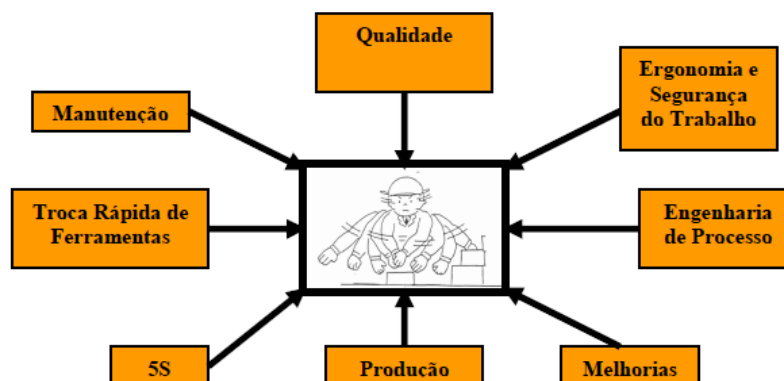 Qualidade
Ergonomia e
Segurança
do Trabalho
Manutenção
Troca Rápida de
Ferramentas
Engenharia
de Processo
5S
Produção
Melhorias